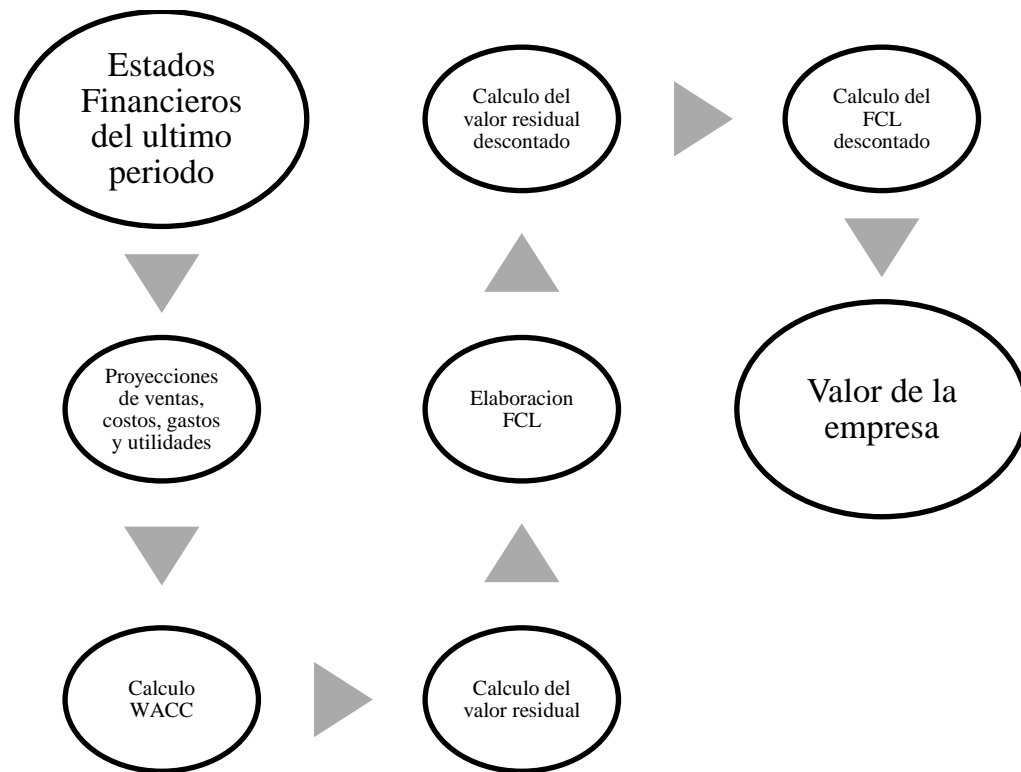 Estados
Financieros
del ultimo
periodo
Proyecciones
de ventas,
costos, gastos
y utilidades
Calculo
WACC
Calculo del
valor residual
Elaboracion
FCL
Calculo del
valor residual
descontado
Calculo del
FCL
descontado
Valor de la
empresa